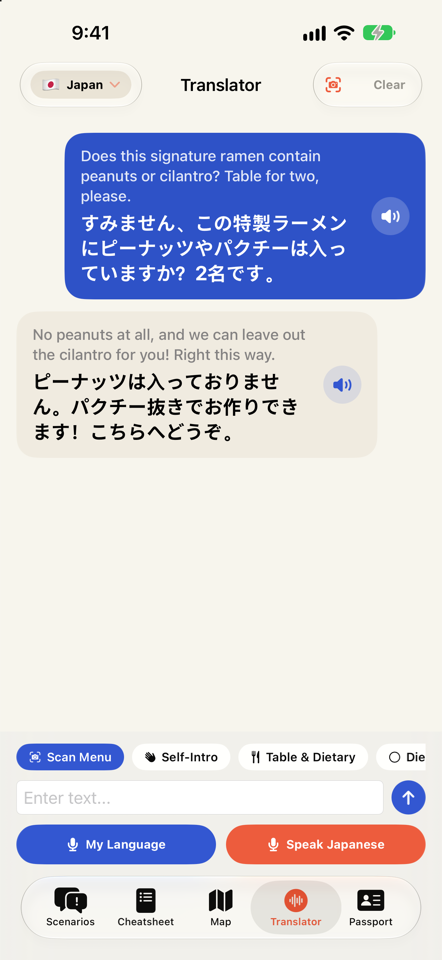 9:41
Japan
Translator
Clear
Does this signature ramen contain
peanuts or cilantro? Table for two,
please.
すみません、この特製ラーメン
にピーナッツやパクチーは入っ
ていますか？2名です。
No peanuts at all, and we can leave out
the cilantro for you! Right this way.
ピーナッツは入っておりませ
ん。パクチー抜きでお作りでき
ます！こちらへどうぞ。
Scan Menu
Self-Intro
Table & Dietary
Die
Enter text...
My Language
Speak Japanese
Scenarios
Cheatsheet
Map
Translator
Passport